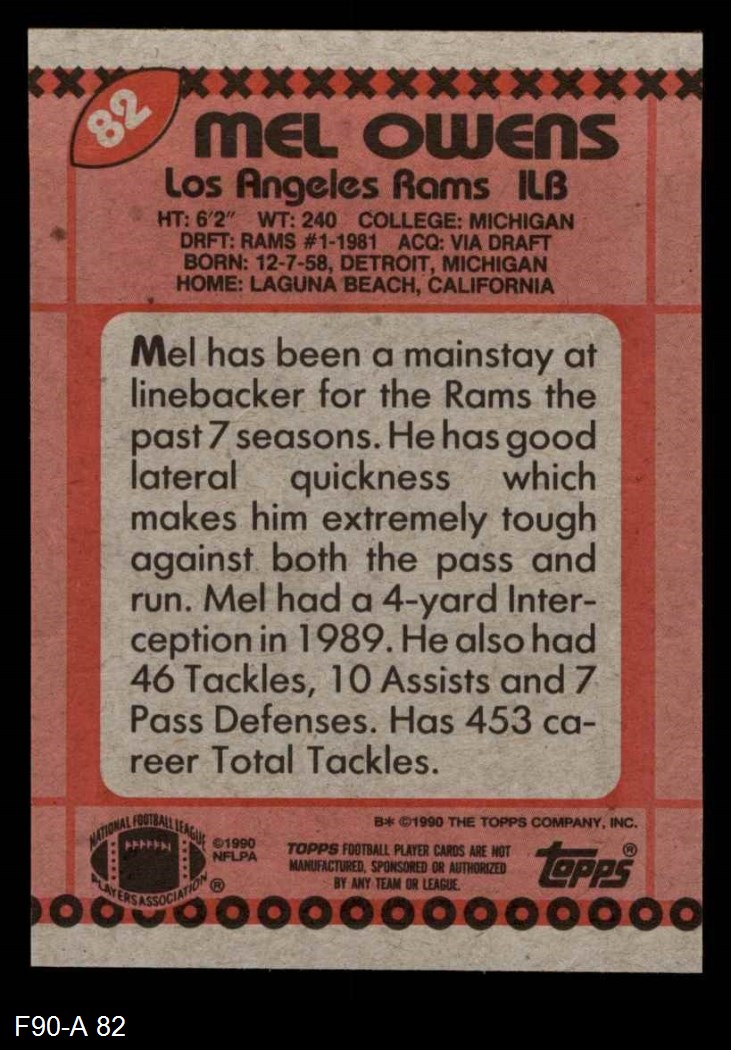 82
MEL OWENS
Los Angeles Rams ILB
HT: 6'2" WT: 240 COLLEGE: MICHIGAN
DRFT: RAMS #1-1981 ACQ: VIA DRAFT
BORN: 12-7-58, DETROIT, MICHIGAN
HOME: LAGUNA BEACH, CALIFORNIA
Mel has been a mainstay at
linebacker for the Rams the
past 7 seasons. He has good
lateral quickness which
makes him extremely tough
against both the pass and
run. Mel had a 4-yard Inter-
ception in 1989. He also had
46 Tackles, 10 Assists and 7
Pass Defenses. Has 453 ca-
reer Total Tackles.
B* ©1990 THE TOPPS COMPANY, INC.
NATIONAL FOOTBALL LEAGUE
PLAYERS ASSOCIATION ®
©1990
NFLPA
TOPPS FOOTBALL PLAYER CARDS ARE NOT
MANUFACTURED, SPONSORED OR AUTHORIZED
BY ANY TEAM OR LEAGUE.
topps ®
F90-A 82